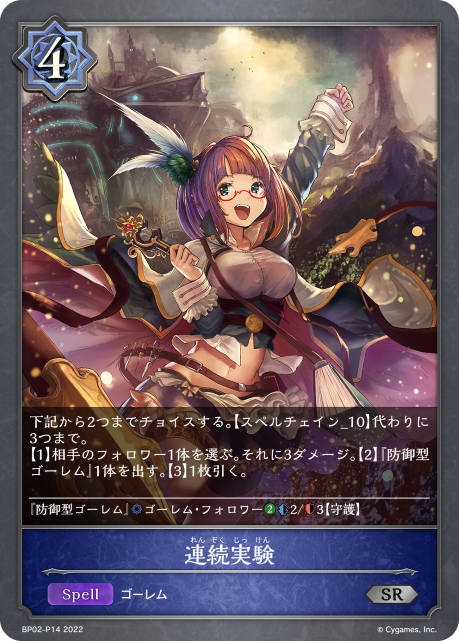 4
下記から2つまでチョイスする。【スペルチェイン_10】代わりに
3つまで。
【1】相手のフォロワー1体を選ぶ。それに3ダメージ。【2】『防御型
ゴーレム』1体を出す。【3】1枚引く。
『防御型ゴーレム』ゴーレム・フォロワー2 2/3【守護】
れん ぞく じっ けん
連続実験
Spell ゴーレム SR
BP02-P14 2022 © Cygames, Inc.